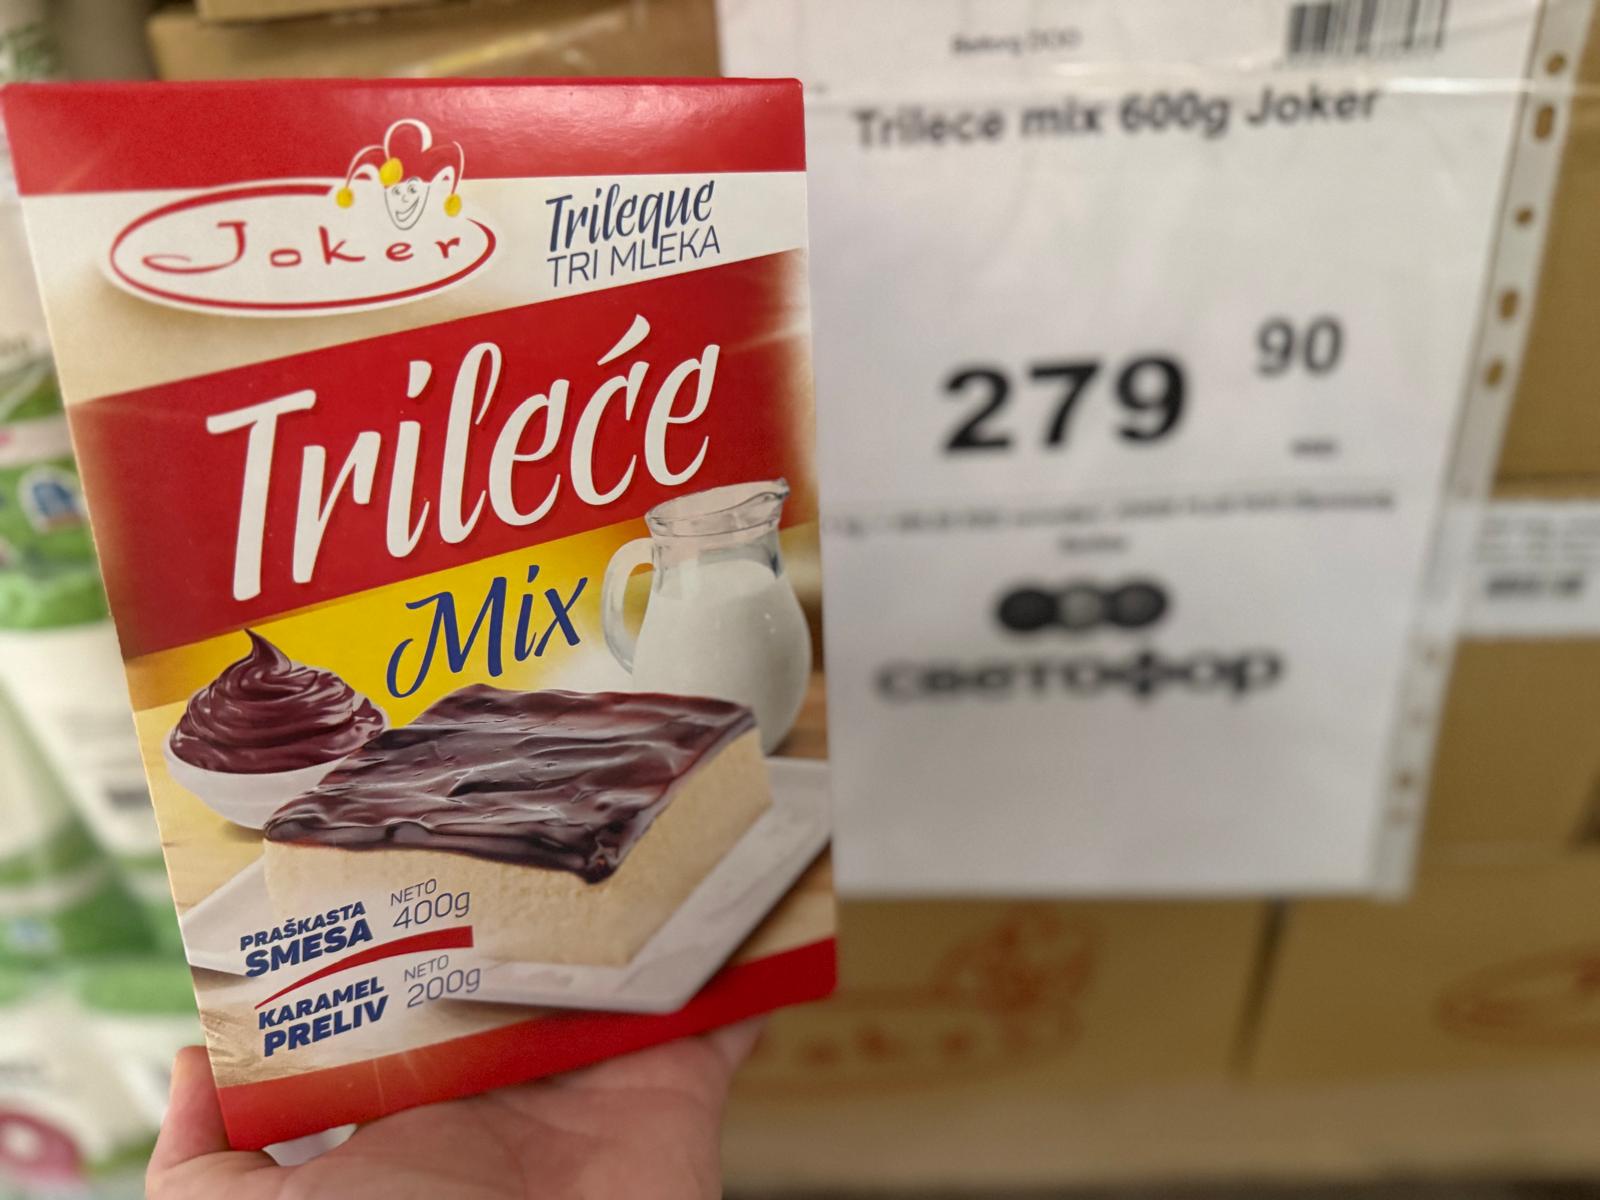 Joker
Trileque
TRI MLEKA
Trileće
Mix
PRAŠKASTA
SMESA
NETO
400g
KARAMEL
PRELIV
NETO
200g
Trilece mix 600g Joker
279 90
светофор
Joker